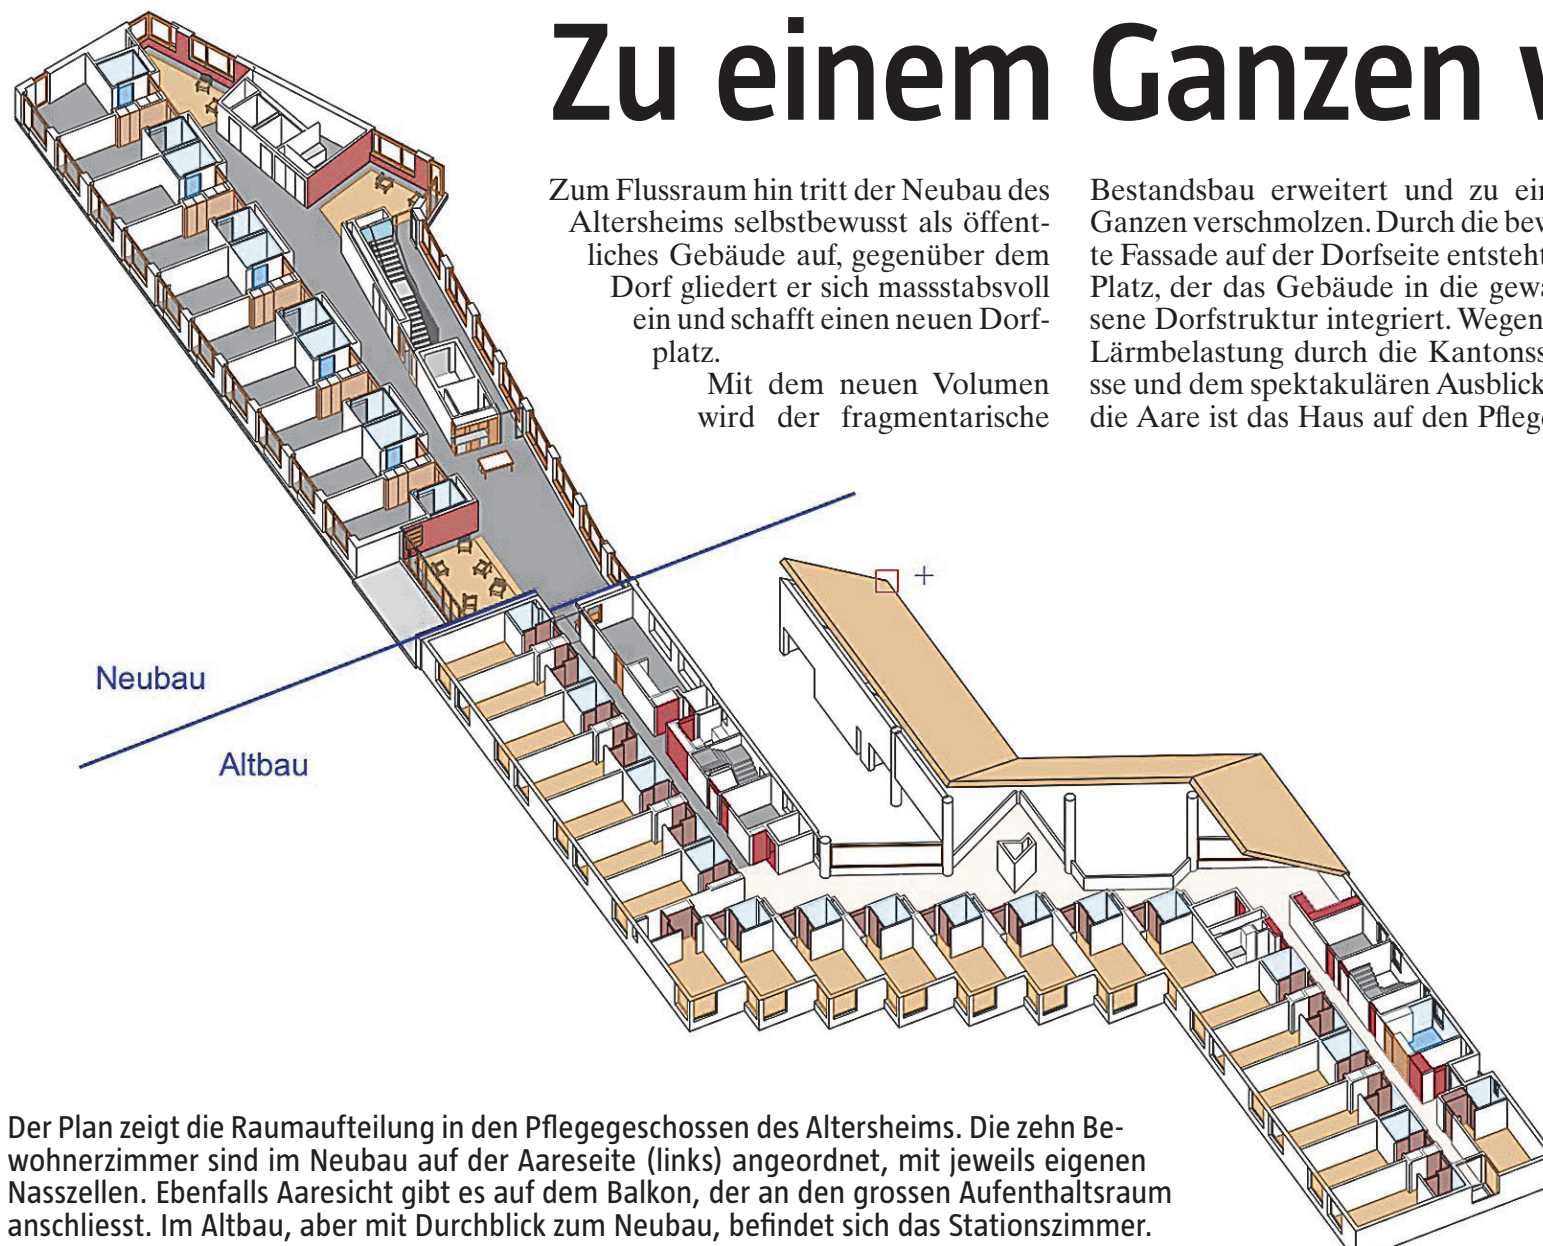 Zu einem Ganzen
Zum Flussraum hin tritt der Neubau des
Altersheims selbstbewusst als öffent-
liches Gebäude auf, gegenüber dem
Dorf gliedert er sich massstabsvoll
ein und schafft einen neuen Dorf-
platz.
Mit dem neuen Volumen
wird der fragmentarische
Bestandsbau erweitert und zu ein
Ganzen verschmolzen. Durch die bew
te Fassade auf der Dorfseite entsteht
Platz, der das Gebäude in die gewa
sene Dorfstruktur integriert. Wegen
Lärmbelastung durch die Kantonss
sse und dem spektakulären Ausblick
die Aare ist das Haus auf den Pflege
Neubau
Altbau
Der Plan zeigt die Raumaufteilung in den Pflegegeschossen des Altersheims. Die zehn Be-
wohnerzimmer sind im Neubau auf der Aareseite (links) angeordnet, mit jeweils eigenen
Nasszellen. Ebenfalls Aaresicht gibt es auf dem Balkon, der an den grossen Aufenthaltsraum
anschliesst. Im Altbau, aber mit Durchblick zum Neubau, befindet sich das Stationszimmer.